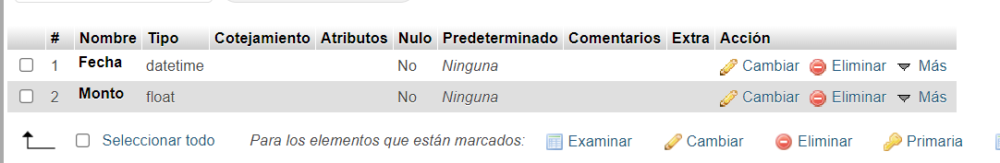 # Nombre Tipo Cotejamiento Atributos Nulo Predeterminado Comentarios Extra Acción
1 Fecha datetime No Ninguna Cambiar Eliminar Más
2 Monto float No Ninguna Cambiar Eliminar Más
Seleccionar todo Para los elementos que están marcados: Examinar Cambiar Eliminar Primaria